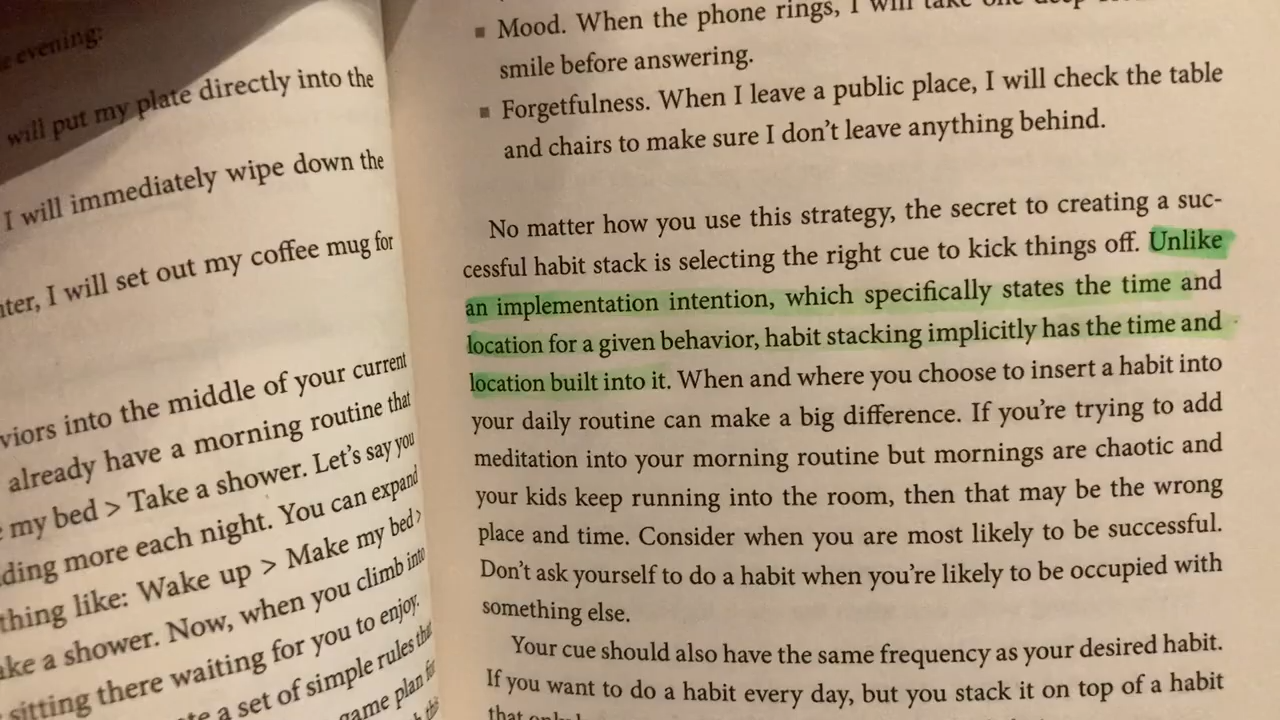 evening:
will put my plate directly into the
I will immediately wipe down the
I will set out my coffee mug for
into the middle of your current
already have a morning routine that
my bed > Take a shower. Let's say you
more each night. You can expand
like: Wake up > Make my bed >
a shower. Now, when you climb into
sitting there waiting for you to enjoy.
a set of simple rules that
game plan for
▪ Mood. When the phone rings, I will take one deep
smile before answering.
▪ Forgetfulness. When I leave a public place, I will check the table
and chairs to make sure I don't leave anything behind.
No matter how you use this strategy, the secret to creating a suc-
cessful habit stack is selecting the right cue to kick things off. Unlike
an implementation intention, which specifically states the time and
location for a given behavior, habit stacking implicitly has the time and
location built into it. When and where you choose to insert a habit into
your daily routine can make a big difference. If you're trying to add
meditation into your morning routine but mornings are chaotic and
your kids keep running into the room, then that may be the wrong
place and time. Consider when you are most likely to be successful.
Don't ask yourself to do a habit when you're likely to be occupied with
something else.
Your cue should also have the same frequency as your desired habit.
If you want to do a habit every day, but you stack it on top of a habit
that